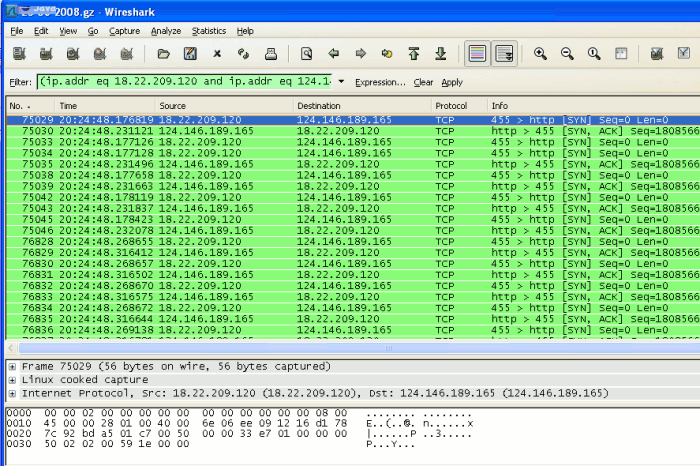 2008.gz - Wireshark
File Edit View Go Capture Analyze Statistics Help
Filter: (ip.addr eq 18.22.209.120 and ip.addr eq 124.1 Expression... Clear Apply
No. - Time Source Destination Protocol Info
75029 20:24:48.176819 18.22.209.120 124.146.189.165 TCP 455 > http [SYN] Seq=0 Len=0
75030 20:24:48.231121 124.146.189.165 18.22.209.120 TCP http > 455 [SYN, ACK] Seq=1808566
75033 20:24:48.177126 18.22.209.120 124.146.189.165 TCP 455 > http [SYN] Seq=0 Len=0
75034 20:24:48.177128 18.22.209.120 124.146.189.165 TCP 455 > http [SYN] Seq=0 Len=0
75035 20:24:48.231496 124.146.189.165 18.22.209.120 TCP http > 455 [SYN, ACK] Seq=1808566
75038 20:24:48.177658 18.22.209.120 124.146.189.165 TCP 455 > http [SYN] Seq=0 Len=0
75039 20:24:48.231663 124.146.189.165 18.22.209.120 TCP http > 455 [SYN, ACK] Seq=1808566
75042 20:24:48.178119 18.22.209.120 124.146.189.165 TCP 455 > http [SYN] Seq=0 Len=0
75043 20:24:48.231837 124.146.189.165 18.22.209.120 TCP http > 455 [SYN, ACK] Seq=1808566
75045 20:24:48.178423 18.22.209.120 124.146.189.165 TCP 455 > http [SYN] Seq=0 Len=0
75046 20:24:48.232078 124.146.189.165 18.22.209.120 TCP http > 455 [SYN, ACK] Seq=1808566
76828 20:24:48.268655 18.22.209.120 124.146.189.165 TCP 455 > http [SYN] Seq=0 Len=0
76829 20:24:48.316412 124.146.189.165 18.22.209.120 TCP http > 455 [SYN, ACK] Seq=1808566
76830 20:24:48.268657 18.22.209.120 124.146.189.165 TCP 455 > http [SYN] Seq=0 Len=0
76831 20:24:48.316502 124.146.189.165 18.22.209.120 TCP http > 455 [SYN, ACK] Seq=1808566
76832 20:24:48.268670 18.22.209.120 124.146.189.165 TCP 455 > http [SYN] Seq=0 Len=0
76833 20:24:48.316575 124.146.189.165 18.22.209.120 TCP http > 455 [SYN, ACK] Seq=1808566
76834 20:24:48.268672 18.22.209.120 124.146.189.165 TCP 455 > http [SYN] Seq=0 Len=0
76835 20:24:48.316644 124.146.189.165 18.22.209.120 TCP http > 455 [SYN, ACK] Seq=1808566
76836 20:24:48.269138 18.22.209.120 124.146.189.165 TCP 455 > http [SYN] Seq=0 Len=0
Frame 75029 (56 bytes on wire, 56 bytes captured)
Linux cooked capture
Internet Protocol, Src: 18.22.209.120 (18.22.209.120), Dst: 124.146.189.165 (124.146.189.165)
0000 00 00 02 00 00 00 00 00 00 00 00 00 00 00 08 00 ........ ........
0010 45 00 00 28 01 00 40 00 6e 06 ee 09 12 16 d1 78 E..(..@. n......x
0020 7c 92 bd a5 01 c7 00 50 00 00 33 e7 01 00 00 00 |......P ..3.....
0030 50 02 02 00 59 1e 00 00 P...Y...